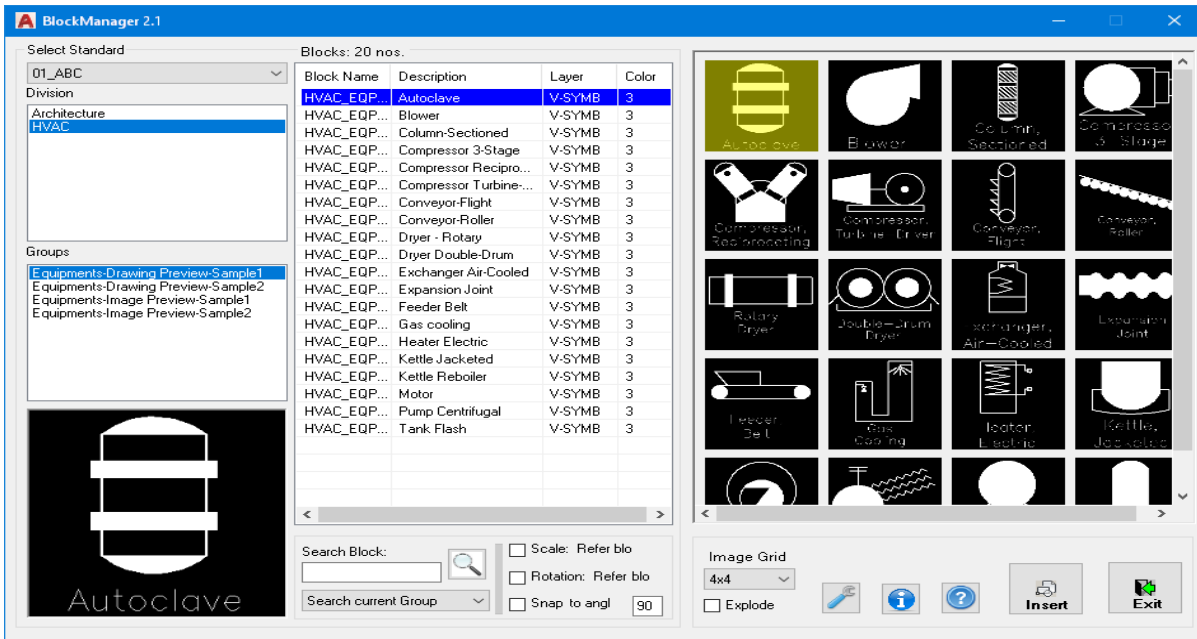 BlockManager 2.1
Select Standard
01_ABC
Division
Architecture
HVAC
Groups
Equipments-Drawing Preview-Sample1
Equipments-Drawing Preview-Sample2
Equipments-Image Preview-Sample1
Equipments-Image Preview-Sample2
Autoclave
Blocks: 20 nos.
Block Name Description Layer Color
HVAC_EQP... Autoclave V-SYMB 3
HVAC_EQP... Blower V-SYMB 3
HVAC_EQP... Column-Sectioned V-SYMB 3
HVAC_EQP... Compressor 3-Stage V-SYMB 3
HVAC_EQP... Compressor Recipro... V-SYMB 3
HVAC_EQP... Compressor Turbine-... V-SYMB 3
HVAC_EQP... Conveyor-Flight V-SYMB 3
HVAC_EQP... Conveyor-Roller V-SYMB 3
HVAC_EQP... Dryer - Rotary V-SYMB 3
HVAC_EQP... Dryer Double-Drum V-SYMB 3
HVAC_EQP... Exchanger Air-Cooled V-SYMB 3
HVAC_EQP... Expansion Joint V-SYMB 3
HVAC_EQP... Feeder Belt V-SYMB 3
HVAC_EQP... Gas cooling V-SYMB 3
HVAC_EQP... Heater Electric V-SYMB 3
HVAC_EQP... Kettle Jacketed V-SYMB 3
HVAC_EQP... Kettle Reboiler V-SYMB 3
HVAC_EQP... Motor V-SYMB 3
HVAC_EQP... Pump Centrifugal V-SYMB 3
HVAC_EQP... Tank Flash V-SYMB 3
Search Block:
Search current Group
Scale: Refer blo
Rotation: Refer blo
Snap to angl 90
Autoclave
Blower
Column,
Sectioned
Compresso
3-Stage
Compressor,
Reciprocating
Compressor,
Turbine-Driver
Conveyor,
Flight
Conveyor,
Roller
Rotary
Dryer
Double-Drum
Dryer
Exchanger,
Air-Cooled
Expansion
Joint
Feeder
Belt
Gas
Cooling
Heater,
Electric
Kettle,
Jacketed
Image Grid
4x4
Explode
Insert
Exit